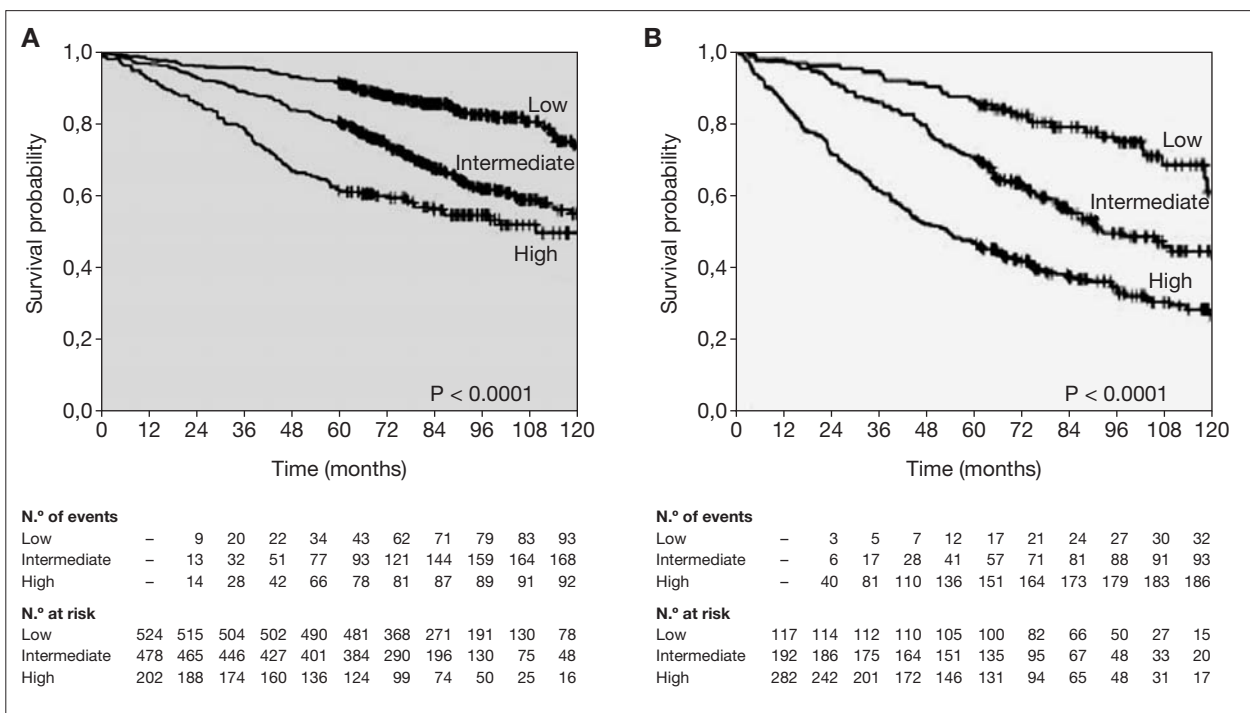 A
Survival probability
1,0
0,8
0,6
0,4
0,2
0,0
Low
Intermediate
High
P < 0.0001
0 12 24 36 48 60 72 84 96 108 120
Time (months)
N.º of events
Low – 9 20 22 34 43 62 71 79 83 93
Intermediate – 13 32 51 77 93 121 144 159 164 168
High – 14 28 42 66 78 81 87 89 91 92
N.º at risk
Low 524 515 504 502 490 481 368 271 191 130 78
Intermediate 478 465 446 427 401 384 290 196 130 75 48
High 202 188 174 160 136 124 99 74 50 25 16
B
Survival probability
1,0
0,8
0,6
0,4
0,2
0,0
Low
Intermediate
High
P < 0.0001
0 12 24 36 48 60 72 84 96 108 120
Time (months)
N.º of events
Low – 3 5 7 12 17 21 24 27 30 32
Intermediate – 6 17 28 41 57 71 81 88 91 93
High – 40 81 110 136 151 164 173 179 183 186
N.º at risk
Low 117 114 112 110 105 100 82 66 50 27 15
Intermediate 192 186 175 164 151 135 95 67 48 33 20
High 282 242 201 172 146 131 94 65 48 31 17